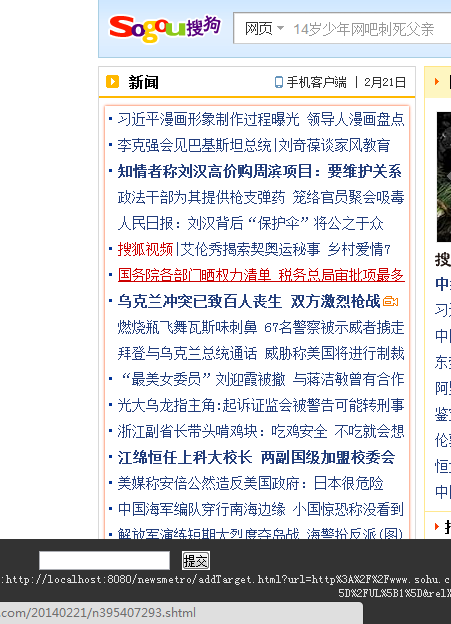 Sogou搜狗
网页
14岁少年网吧刺死父亲
新闻
手机客户端 | 2月21日
习近平漫画形象制作过程曝光 领导人漫画盘点
李克强会见巴基斯坦总统|刘奇葆谈家风教育
知情者称刘汉高价购周滨项目：要维护关系
政法干部为其提供枪支弹药 笼络官员聚会吸毒
人民日报：刘汉背后“保护伞”将公之于众
搜狐视频|艾伦秀揭索契奥运秘事 乡村爱情7
国务院各部门晒权力清单 税务总局审批项最多
乌克兰冲突已致百人丧生 双方激烈枪战
燃烧瓶飞舞瓦斯味刺鼻 67名警察被示威者掳走
拜登与乌克兰总统通话 威胁称美国将进行制裁
“最美女委员”刘迎霞被撤 与蒋洁敏曾有合作
光大乌龙指主角:起诉证监会被警告可能转刑事
浙江副省长带头啃鸡块：吃鸡安全 不吃就会想
江绵恒任上科大校长 两副国级加盟校委会
美媒称安倍公然造反美国政府：日本很危险
中国海军编队穿行南海边缘 小国惊恐称没看到
解放军演练短期大烈度夺岛战 海警扮反派(图)
搜
中
习
中
东
阿
鉴
伦
恒
中
提交
:http://localhost:8080/newsmetro/addTarget.html?url=http%3A%2F%2Fwww.sohu.c
5D%2FUL%5B1%5D&rel
.com/20140221/n395407293.shtml